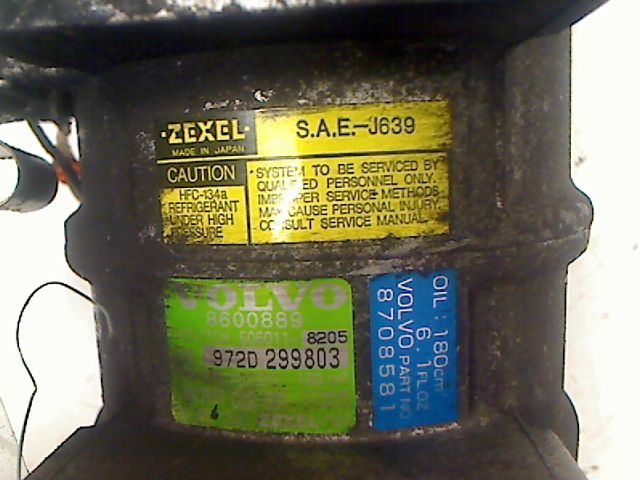 ·ZEXEL·
MADE IN JAPAN
S.A.E.-J639
CAUTION
HFC-134a
REFRIGERANT
UNDER HIGH
PRESSURE
·SYSTEM TO BE SERVICED BY
QUALIFIED PERSONNEL ONLY.
IMPROPER SERVICE METHODS
MAY CAUSE PERSONAL INJURY.
CONSULT SERVICE MANUAL.
VOLVO
8600889
8205
972D 299803
ZEXEL
OIL : 180cm³
6.1FL.OZ
VOLVO PART NO
8708581